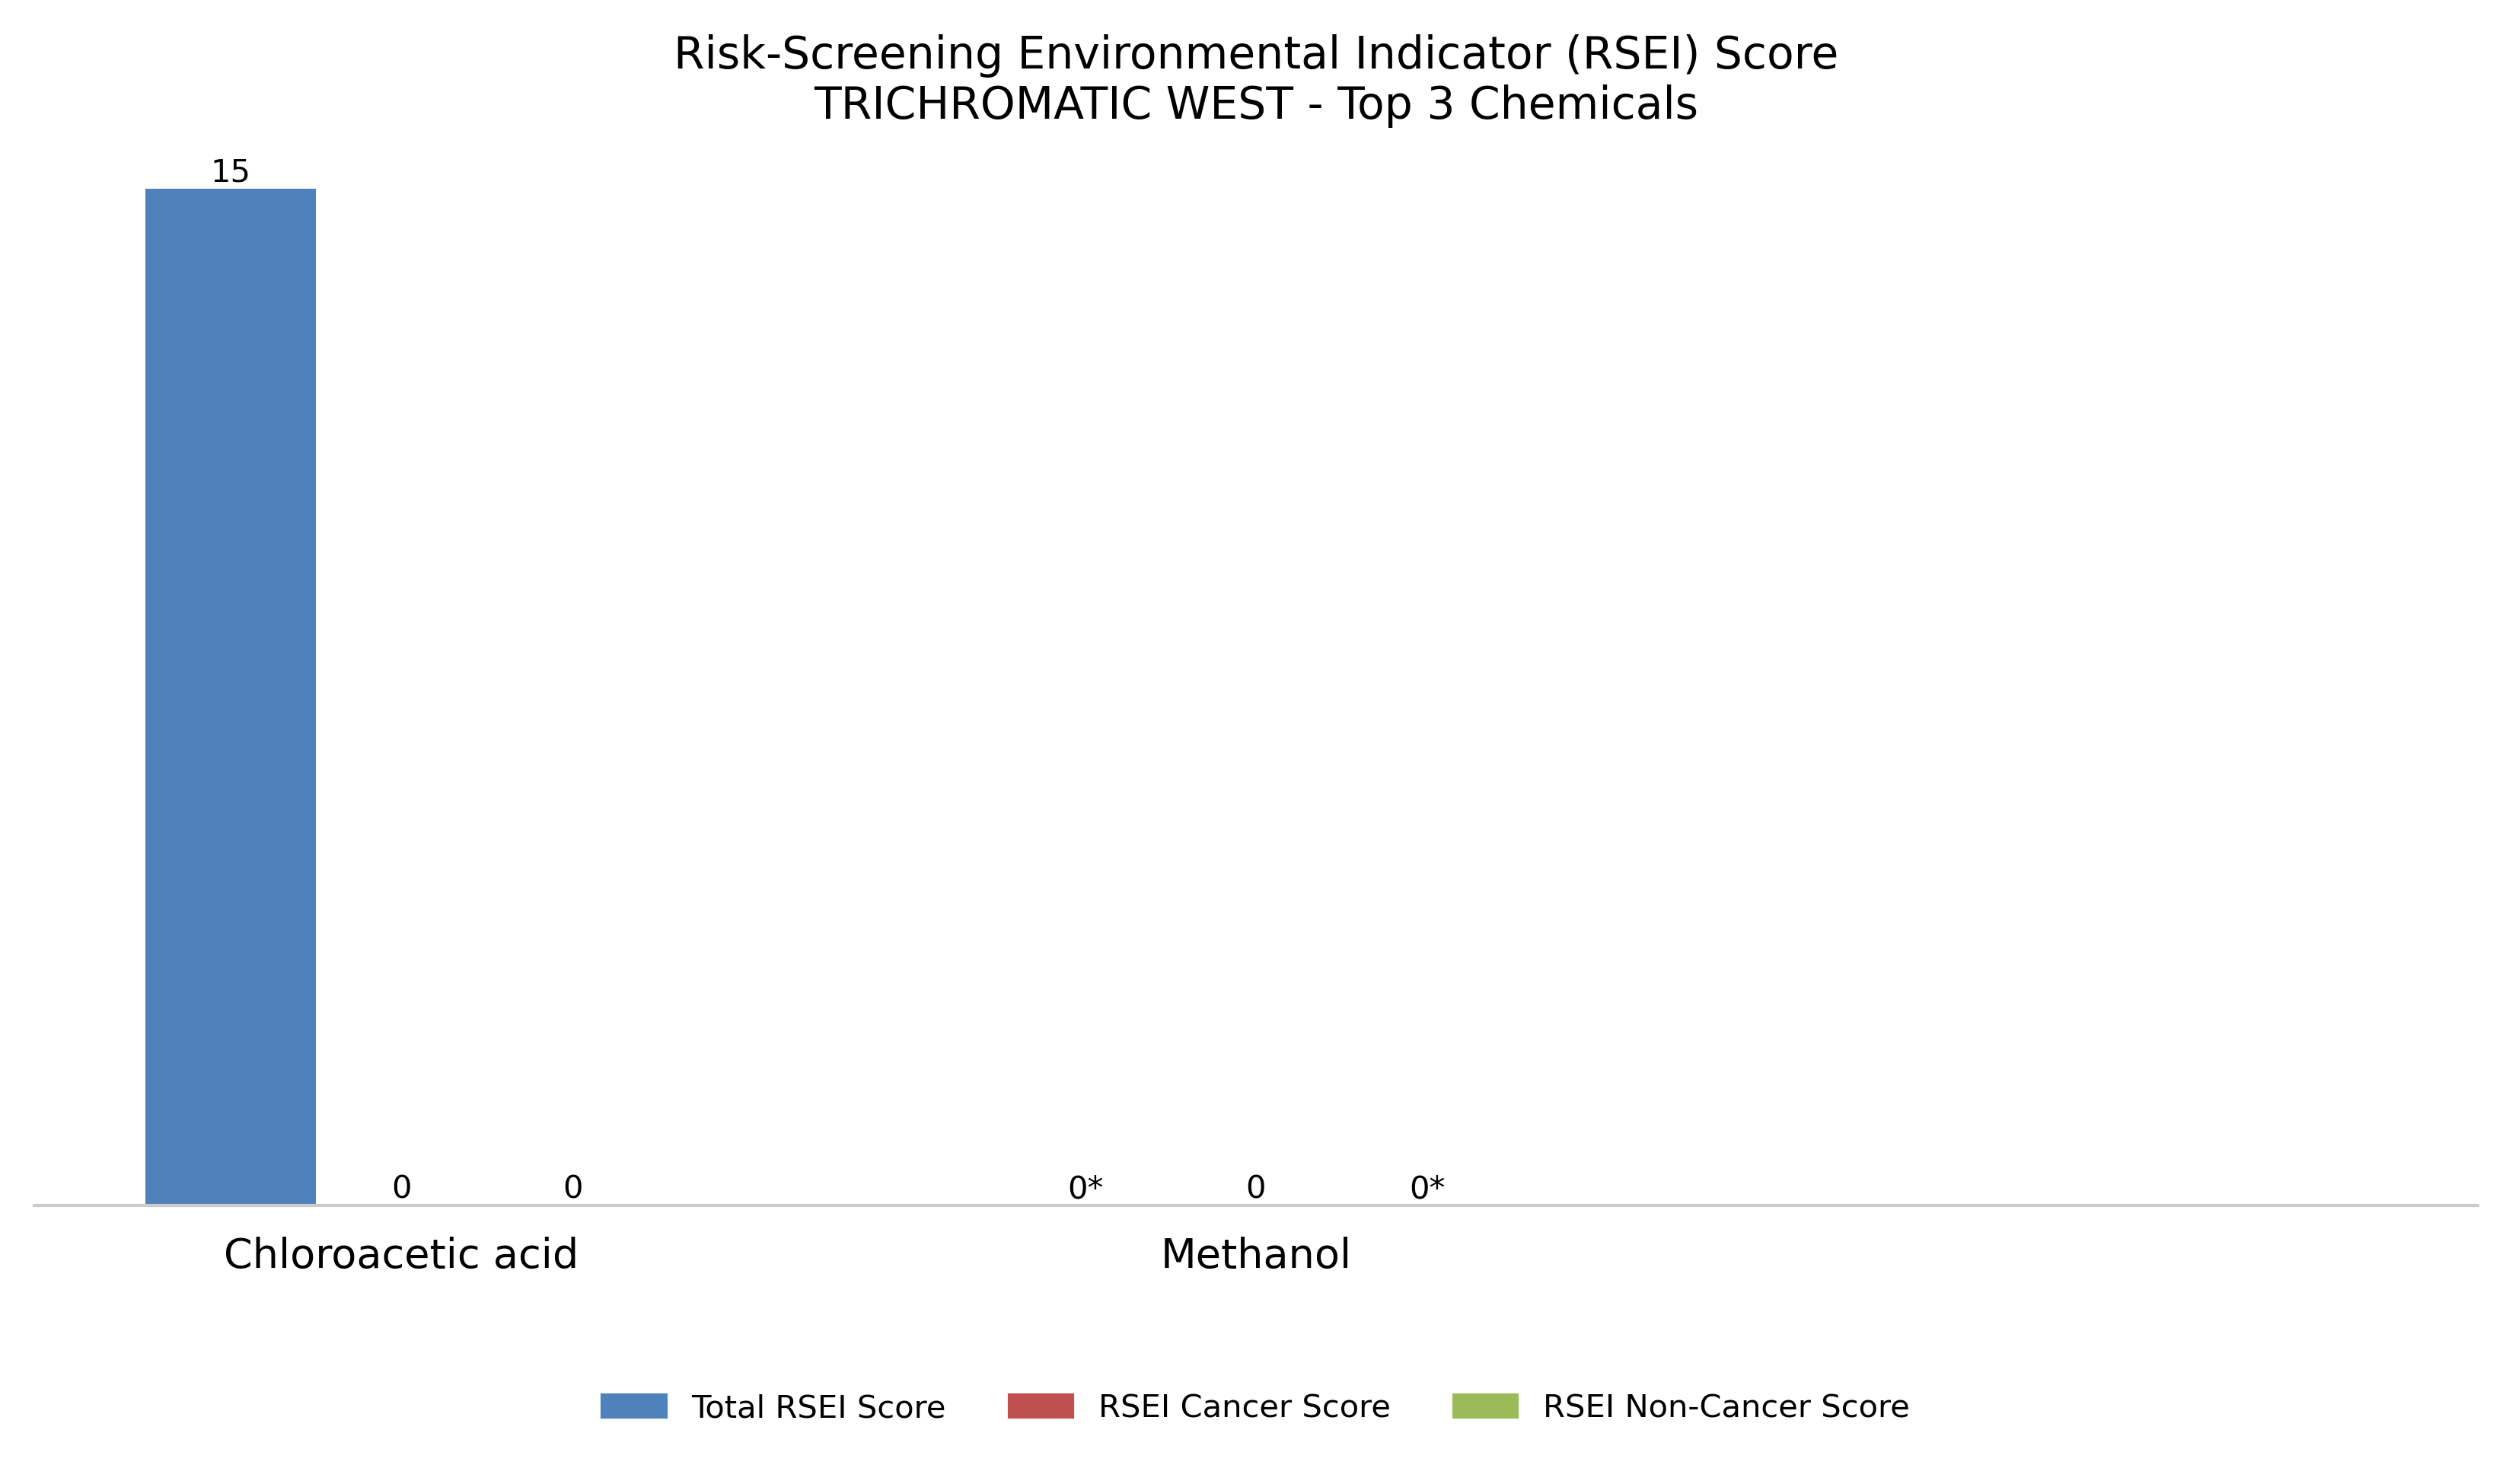 Risk-Screening Environmental Indicator (RSEI) Score
TRICHROMATIC WEST - Top 3 Chemicals
15
0
0
0*
0
0*
Chloroacetic acid
Methanol
Total RSEI Score
RSEI Cancer Score
RSEI Non-Cancer Score